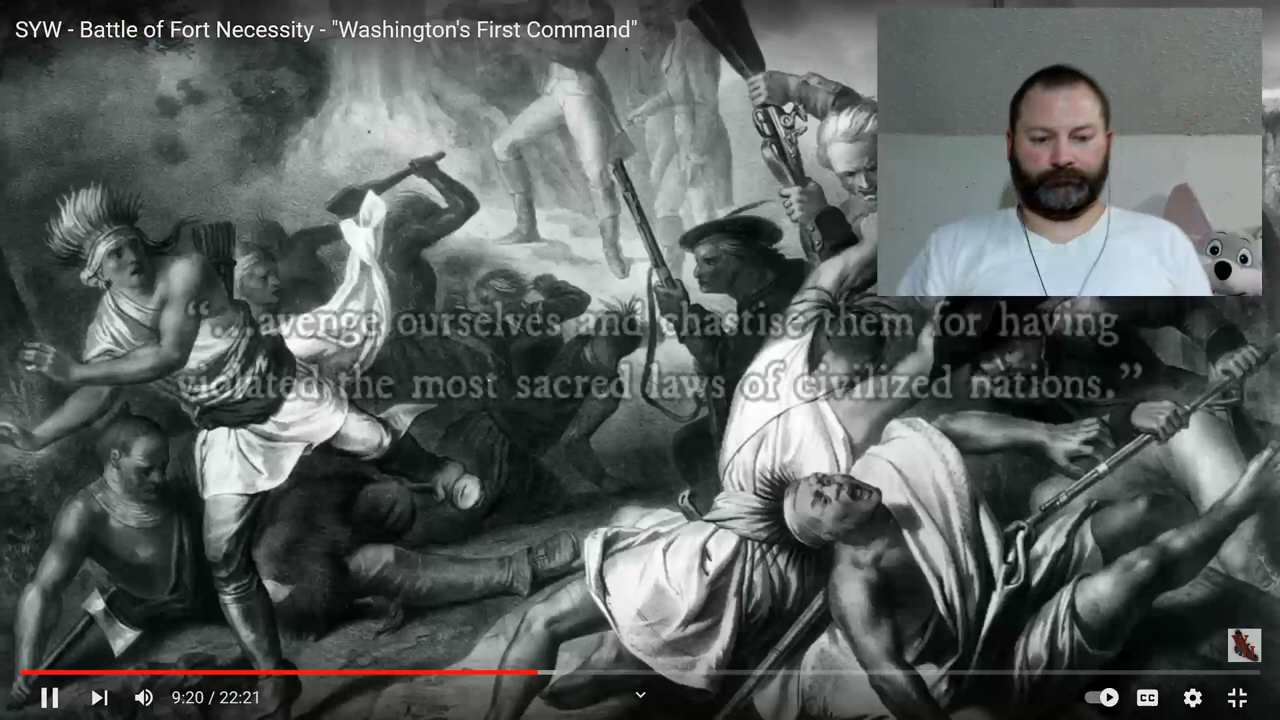 SYW - Battle of Fort Necessity - "Washington's First Command"
“...avenge ourselves and chastise them for having
violated the most sacred laws of civilized nations.”
9:20 / 22:21
CC